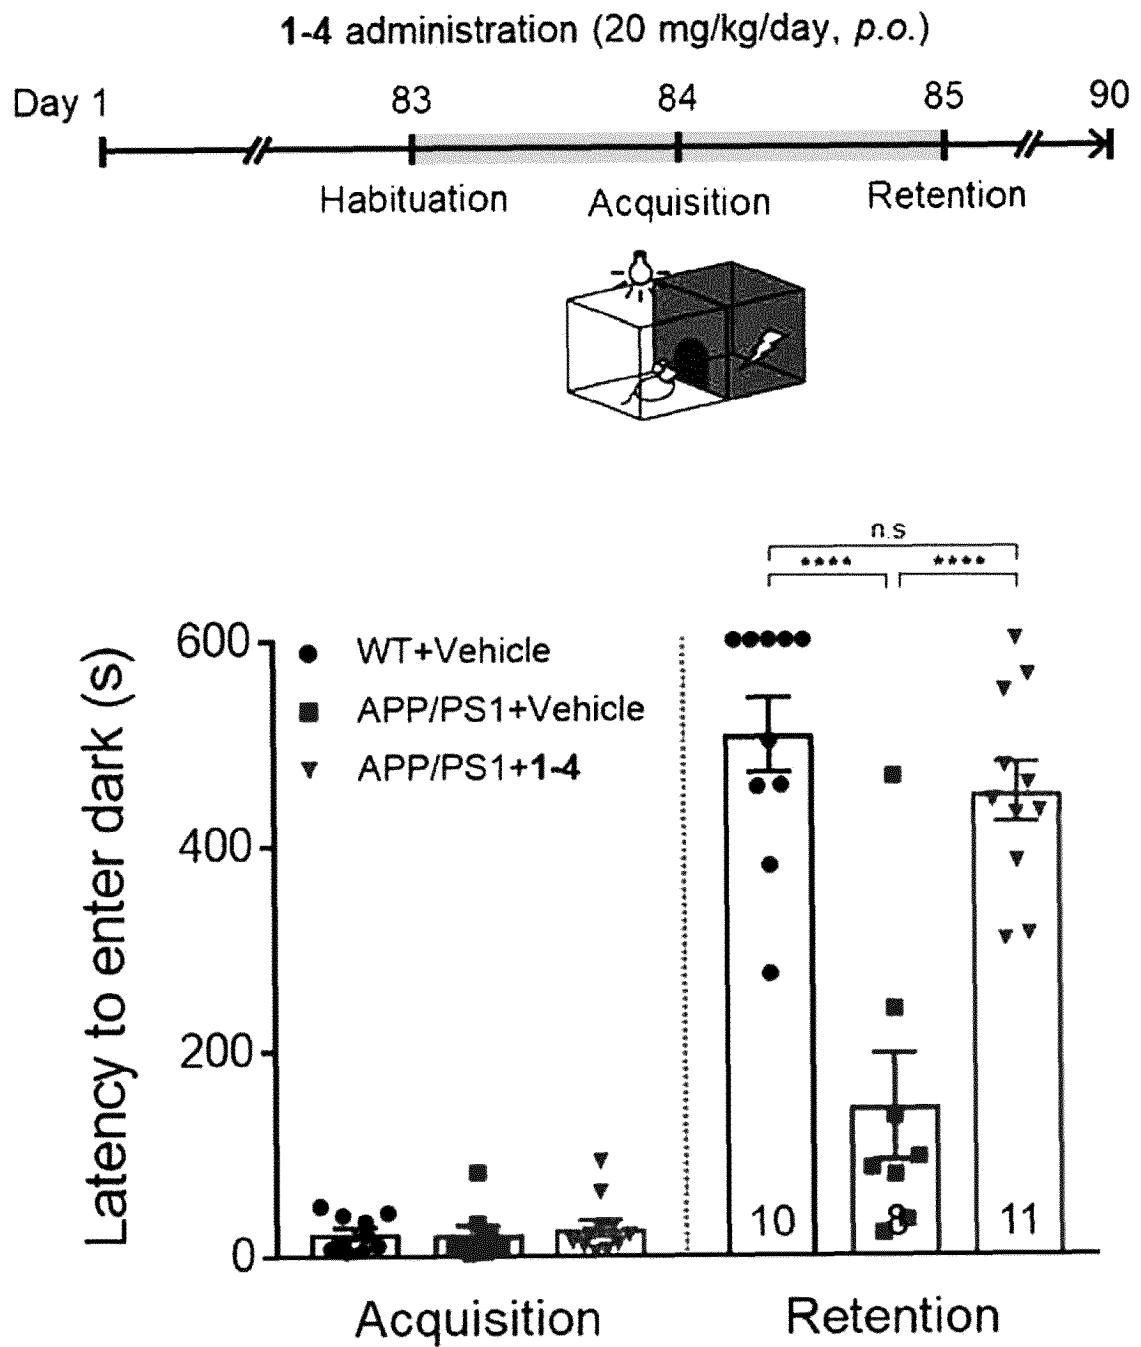 1-4 administration (20 mg/kg/day, p.o.)
Day 1 83 84 85 90
Habituation Acquisition Retention
n.s
**** ****
600
WT+Vehicle
APP/PS1+Vehicle
APP/PS1+1-4
400
200
0
Latency to enter dark (s)
10 8 11
Acquisition Retention